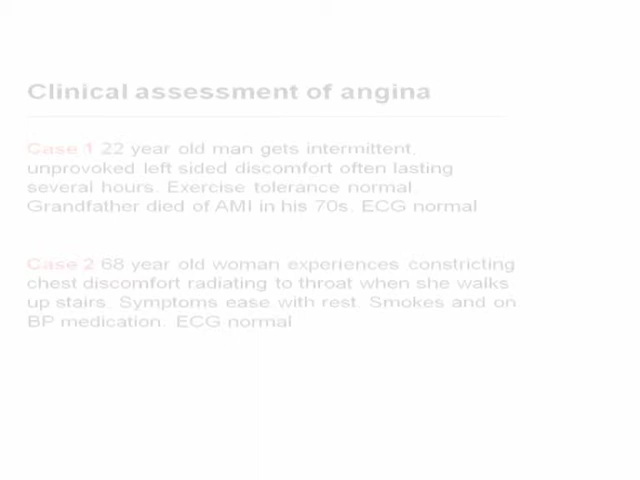 Clinical assessment of angina
Case 1 22 year old man gets intermittent,
unprovoked left sided discomfort often lasting
several hours. Exercise tolerance normal
Grandfather died of AMI in his 70s. ECG normal
Case 2 68 year old woman experiences constricting
chest discomfort radiating to throat when she walks
up stairs. Symptoms ease with rest. Smokes and on
BP medication. ECG normal